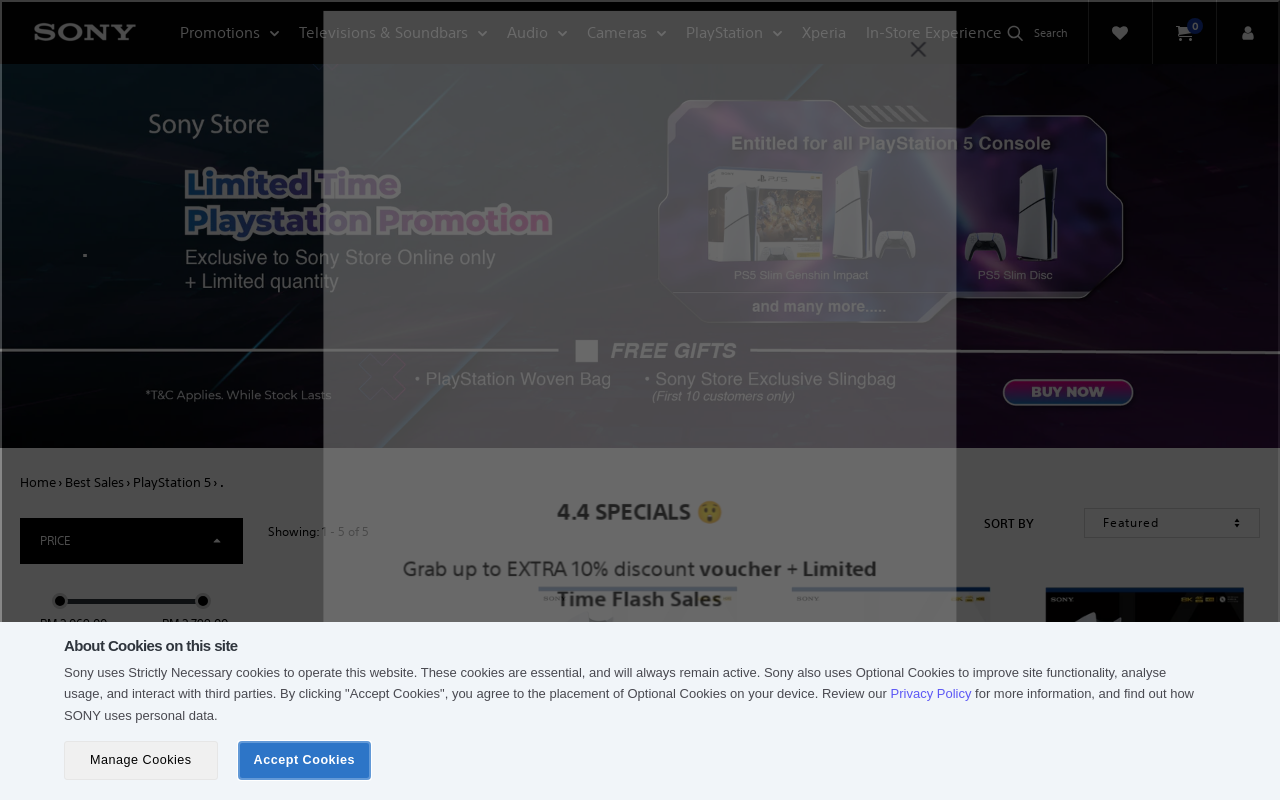 SONY
Promotions
Televisions & Soundbars
Audio
Cameras
PlayStation
Xperia
In-Store Experience
Search
0
Sony Store
Limited Time
Playstation Promotion
Exclusive to Sony Store Online only
+ Limited quantity
Entitled for all PlayStation 5 Console
PS5 Slim Genshin Impact
PS5 Slim Disc
and many more.....
FREE GIFTS
• PlayStation Woven Bag
• Sony Store Exclusive Slingbag
(First 10 customers only)
*T&C Applies. While Stock Lasts
BUY NOW
Home › Best Sales › PlayStation 5 › .
PRICE
Showing: 1 - 5 of 5
SORT BY
Featured
4.4 SPECIALS 😲
Grab up to EXTRA 10% discount voucher + Limited
Time Flash Sales
SONY
SONY
SONY
About Cookies on this site
Sony uses Strictly Necessary cookies to operate this website. These cookies are essential, and will always remain active. Sony also uses Optional Cookies to improve site functionality, analyse
usage, and interact with third parties. By clicking "Accept Cookies", you agree to the placement of Optional Cookies on your device. Review our Privacy Policy for more information, and find out how
SONY uses personal data.
Manage Cookies
Accept Cookies